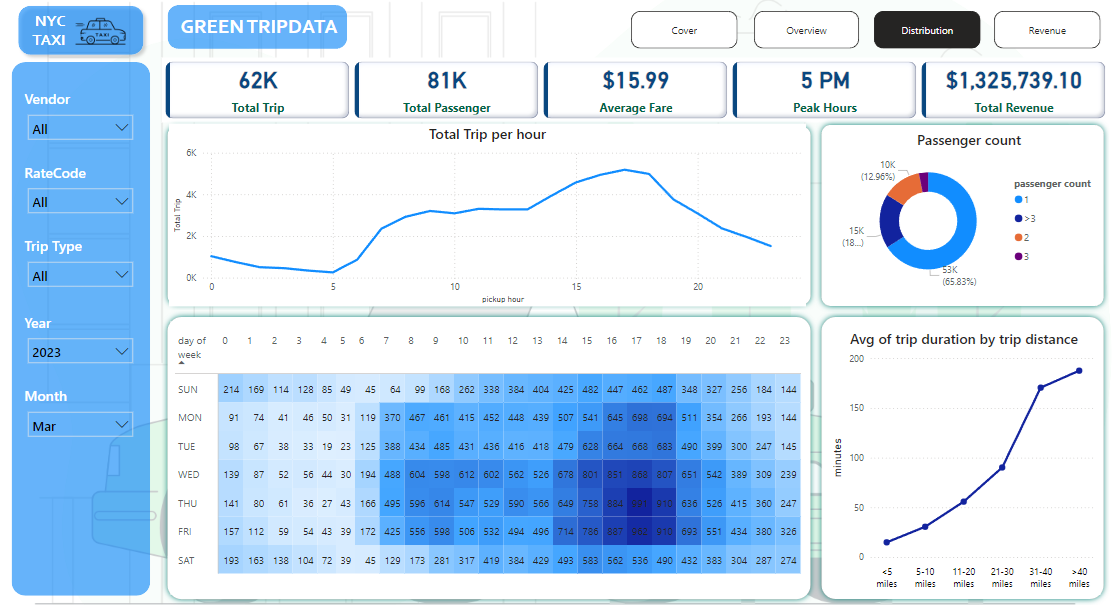 NYC
TAXI
TAXI
GREEN TRIPDATA
Cover
Overview
Distribution
Revenue
62K
Total Trip
81K
Total Passenger
$15.99
Average Fare
5 PM
Peak Hours
$1,325,739.10
Total Revenue
Vendor
All
RateCode
All
Trip Type
All
Year
2023
Month
Mar
Total Trip per hour
Total Trip
6K
4K
2K
0K
0 5 10 15 20
pickup hour
Passenger count
10K
(12.96%)
15K
(18...)
53K
(65.83%)
passenger count
1
>3
2
3
day of
week
0 1 2 3 4 5 6 7 8 9 10 11 12 13 14 15 16 17 18 19 20 21 22 23
SUN 214 169 114 128 85 49 45 64 99 168 262 338 384 404 425 482 447 462 487 348 327 256 184 144
MON 91 74 41 46 50 31 119 370 467 461 415 452 448 439 507 541 645 698 694 511 354 266 193 144
TUE 98 67 38 33 19 23 125 388 434 485 431 436 416 418 479 628 664 668 683 490 399 300 247 145
WED 139 87 52 56 44 30 194 488 604 598 612 602 562 526 678 801 851 868 807 651 542 389 309 239
THU 141 80 61 36 27 43 166 495 596 614 547 529 590 566 649 758 884 910 636 526 415 360 247
FRI 157 112 59 54 43 39 172 425 556 598 506 532 494 496 714 786 887 962 910 693 551 434 380 326
SAT 193 163 138 104 72 39 45 129 173 281 317 419 384 429 493 583 562 536 490 432 383 304 287 274
Avg of trip duration by trip distance
minutes
200
150
100
50
0
<5
miles
5-10
miles
11-20
miles
21-30
miles
31-40
miles
>40
miles